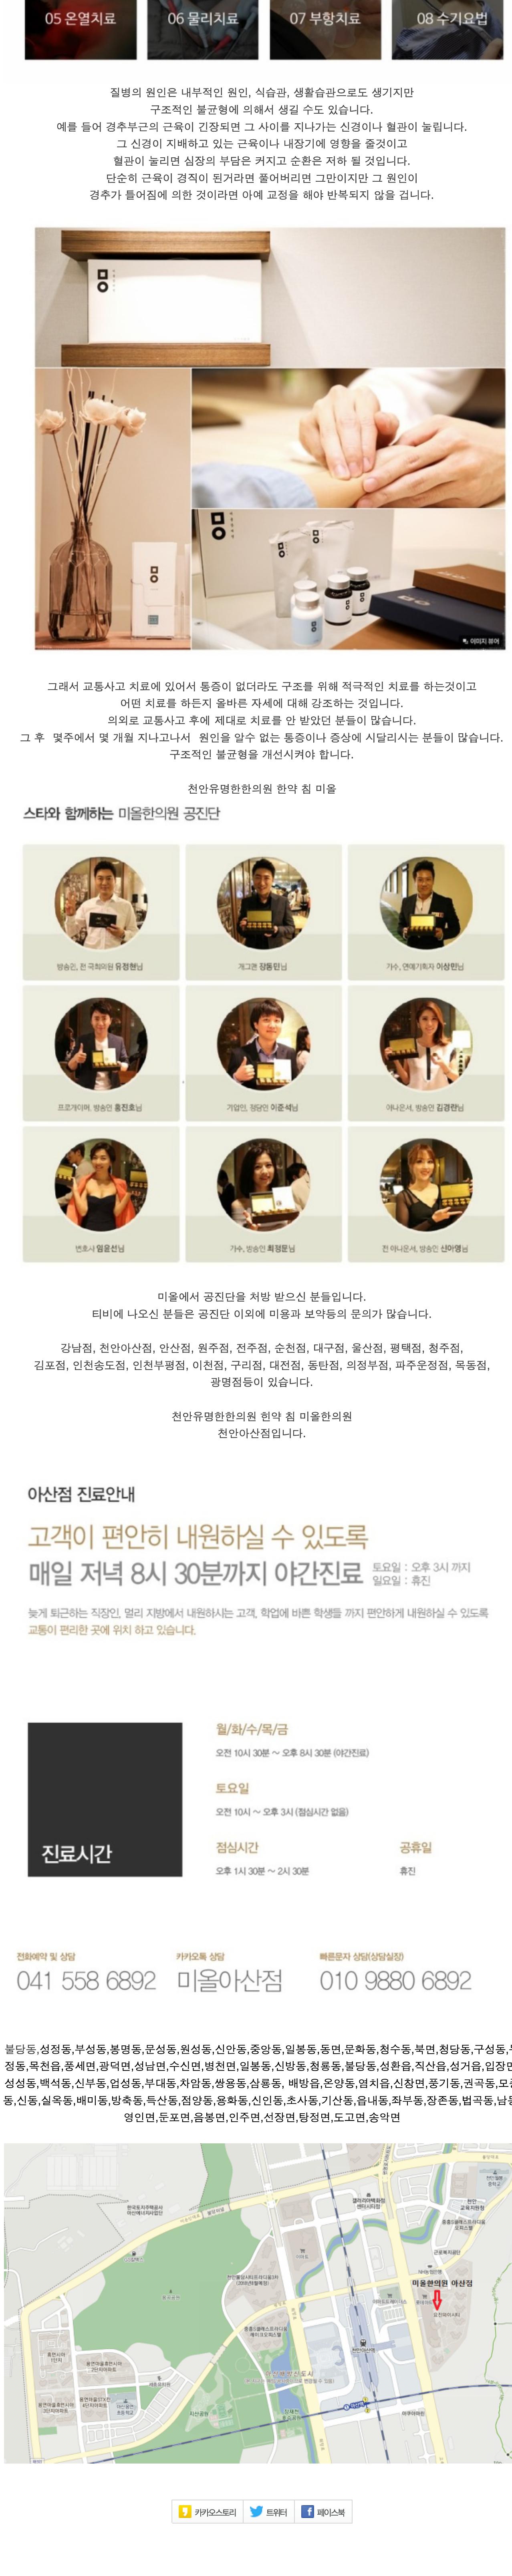 05 온열치료
06 물리치료
07 부항치료
08 수기요법
질병의 원인은 내부적인 원인, 식습관, 생활습관으로도 생기지만
구조적인 불균형에 의해서 생길 수도 있습니다.
예를 들어 경추부근의 근육이 긴장되면 그 사이를 지나가는 신경이나 혈관이 눌립니다.
그 신경이 지배하고 있는 근육이나 내장기에 영향을 줄것이고
혈관이 눌리면 심장의 부담은 커지고 순환은 저하 될 것입니다.
단순히 근육이 경직이 된거라면 풀어버리면 그만이지만 그 원인이
경추가 틀어짐에 의한 것이라면 아예 교정을 해야 반복되지 않을 겁니다.
이미지 뷰어
그래서 교통사고 치료에 있어서 통증이 없더라도 구조를 위해 적극적인 치료를 하는것이고
어떤 치료를 하든지 올바른 자세에 대해 강조하는 것입니다.
의외로 교통사고 후에 제대로 치료를 안 받았던 분들이 많습니다.
그 후 몇주에서 몇 개월 지나고나서 원인을 알수 없는 통증이나 증상에 시달리시는 분들이 많습니다.
구조적인 불균형을 개선시켜야 합니다.
천안유명한한의원 한약 침 미올
스타와 함께하는 미올한의원 공진단
방송인, 전 국회의원 유정현님
개그맨 김동민님
가수, 연예기획자 이상민님
프로게이머, 방송인 홍진호님
기업인, 정당인 이준석님
아나운서, 방송인 김경란님
변호사 임윤선님
가수, 방송인 최정문님
전 아나운서, 방송인 신아영님
미올에서 공진단을 처방 받으신 분들입니다.
티비에 나오신 분들은 공진단 이외에 미용과 보약등의 문의가 많습니다.
강남점, 천안아산점, 안산점, 원주점, 전주점, 순천점, 대구점, 울산점, 평택점, 청주점,
김포점, 인천송도점, 인천부평점, 이천점, 구리점, 대전점, 동탄점, 의정부점, 파주운정점, 목동점,
광명점등이 있습니다.
천안유명한한의원 힌약 침 미올한의원
천안아산점입니다.
아산점 진료안내
고객이 편안히 내원하실 수 있도록
매일 저녁 8시 30분까지 야간진료 토요일 : 오후 3시 까지
일요일 : 휴진
늦게 퇴근하는 직장인, 멀리 지방에서 내원하시는 고객, 학업에 바쁜 학생들 까지 편안하게 내원하실 수 있도록
교통이 편리한 곳에 위치 하고 있습니다.
진료시간
월/화/수/목/금
오전 10시 30분 ~ 오후 8시 30분 (야간진료)
토요일
오전 10시 ~ 오후 3시 (점심시간 없음)
점심시간 공휴일
오후 1시 30분 ~ 2시 30분 휴진
전화예약 및 상담 카카오톡 상담 빠른문자 상담(상담실장)
041 558 6892 미올아산점 010 9880 6892
불당동,성정동,부성동,봉명동,문성동,원성동,신안동,중앙동,일봉동,동면,문화동,청수동,북면,청당동,구성동,
정동,목천읍,풍세면,광덕면,성남면,수신면,병천면,일봉동,신방동,청룡동,불당동,성환읍,직산읍,성거읍,입장면
성성동,백석동,신부동,업성동,부대동,차암동,쌍용동,삼룡동, 배방읍,온양동,염치읍,신창면,풍기동,권곡동,모종
동,신동,실옥동,배미동,방축동,득산동,점양동,용화동,신인동,초사동,기산동,읍내동,좌부동,장존동,법곡동,남동
영인면,둔포면,음봉면,인주면,선장면,탕정면,도고면,송악면
미올한의원 아산점
카카오스토리
트위터
페이스북